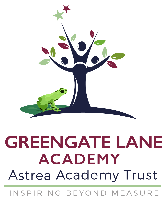 GREENGATE LANE
ACADEMY
Astrea Academy Trust
INSPIRING BEYOND MEASURE